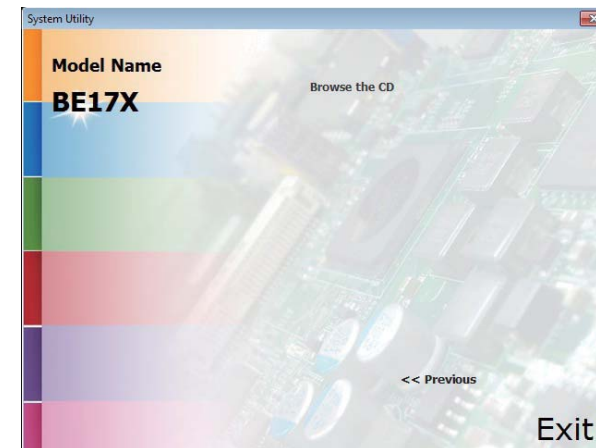 System Utility
Model Name
BE17X
Browse the CD
<< Previous
Exit